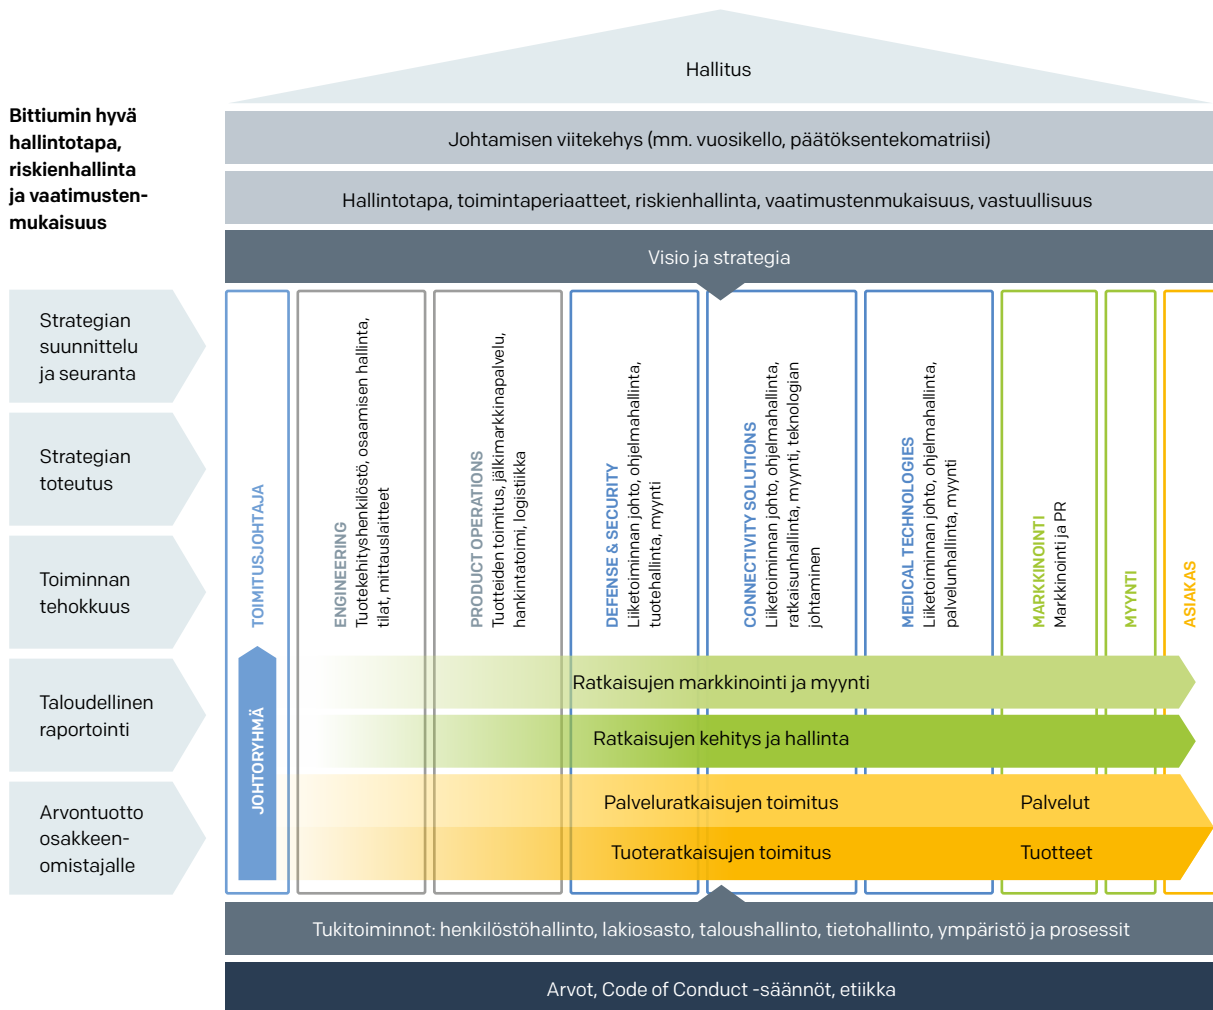 Hallitus
Bittiumin hyvä
hallintotapa,
riskienhallinta
ja vaatimusten-
mukaisuus
Johtamisen viitekehys (mm. vuosikello, päätöksentekomatriisi)
Hallintotapa, toimintaperiaatteet, riskienhallinta, vaatimustenmukaisuus, vastuullisuus
Visio ja strategia
Strategian
suunnittelu
ja seuranta
Strategian
toteutus
Toiminnan
tehokkuus
Taloudellinen
raportointi
Arvontuotto
osakkeen-
omistajalle
TOIMITUSJOHTAJA
JOHTORYHMÄ
ENGINEERING
Tuotekehityshenkilöstö, osaamisen hallinta,
tilat, mittauslaitteet
PRODUCT OPERATIONS
Tuotteiden toimitus, jälkimarkkinapalvelu,
hankintatoimi, logistiikka
DEFENSE & SECURITY
Liiketoiminnan johto, ohjelmahallinta,
tuotehallinta, myynti
CONNECTIVITY SOLUTIONS
Liiketoiminnan johto, ohjelmahallinta,
ratkaisunhallinta, myynti, teknologian
johtaminen
MEDICAL TECHNOLOGIES
Liiketoiminnan johto, ohjelmahallinta,
palvelunhallinta, myynti
MARKKINOINTI
Markkinointi ja PR
MYYNTI
ASIAKAS
Ratkaisujen markkinointi ja myynti
Ratkaisujen kehitys ja hallinta
Palveluratkaisujen toimitus
Palvelut
Tuoteratkaisujen toimitus
Tuotteet
Tukitoiminnot: henkilöstöhallinto, lakiosasto, taloushallinto, tietohallinto, ympäristö ja prosessit
Arvot, Code of Conduct -säännöt, etiikka